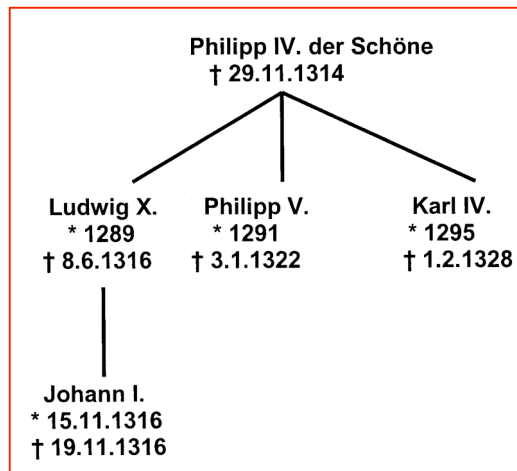 Philipp IV. der Schöne
† 29.11.1314
Ludwig X.
* 1289
† 8.6.1316
Philipp V.
* 1291
† 3.1.1322
Karl IV.
* 1295
† 1.2.1328
Johann I.
* 15.11.1316
† 19.11.1316